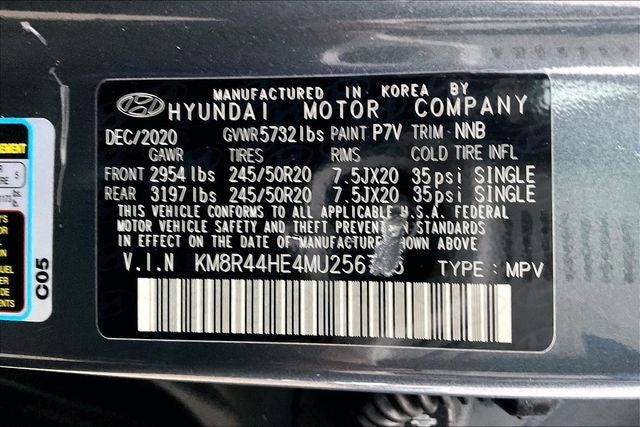 MANUFACTURED IN KOREA BY
HYUNDAI MOTOR COMPANY
DEC/2020 GVWR 5732 lbs PAINT P7V TRIM NNB
GAWR TIRES RIMS COLD TIRE INFL
FRONT 2954 lbs 245/50R20 7.5JX20 35psi SINGLE
REAR 3197 lbs 245/50R20 7.5JX20 35psi SINGLE
THIS VEHICLE CONFORMS TO ALL APPLICABLE U.S.A. FEDERAL
MOTOR VEHICLE SAFETY AND THEFT PREVENTION STANDARDS
IN EFFECT ON THE DATE OF MANUFACTURE SHOWN ABOVE
V.I.N TYPE : MPV
C05